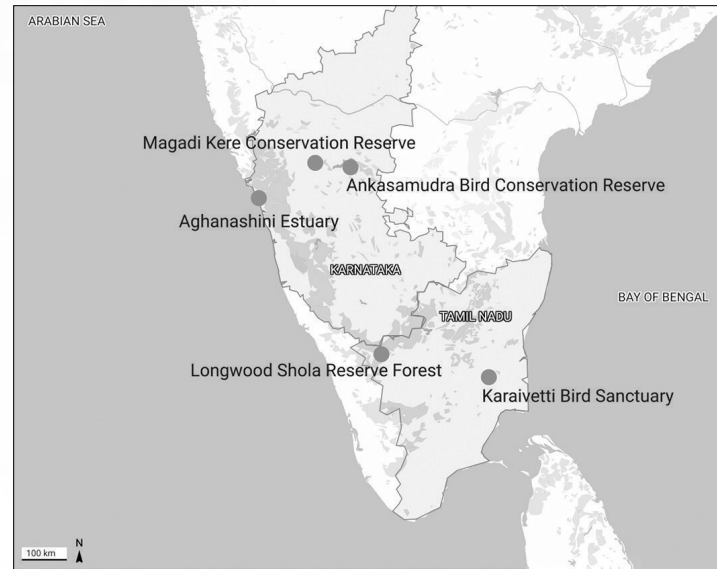 ARABIAN SEA
Magadi Kere Conservation Reserve
Ankasamudra Bird Conservation Reserve
Aghanashini Estuary
KARNATAKA
BAY OF BENGAL
TAMIL NADU
Longwood Shola Reserve Forest
Karaivetti Bird Sanctuary
100 km
N